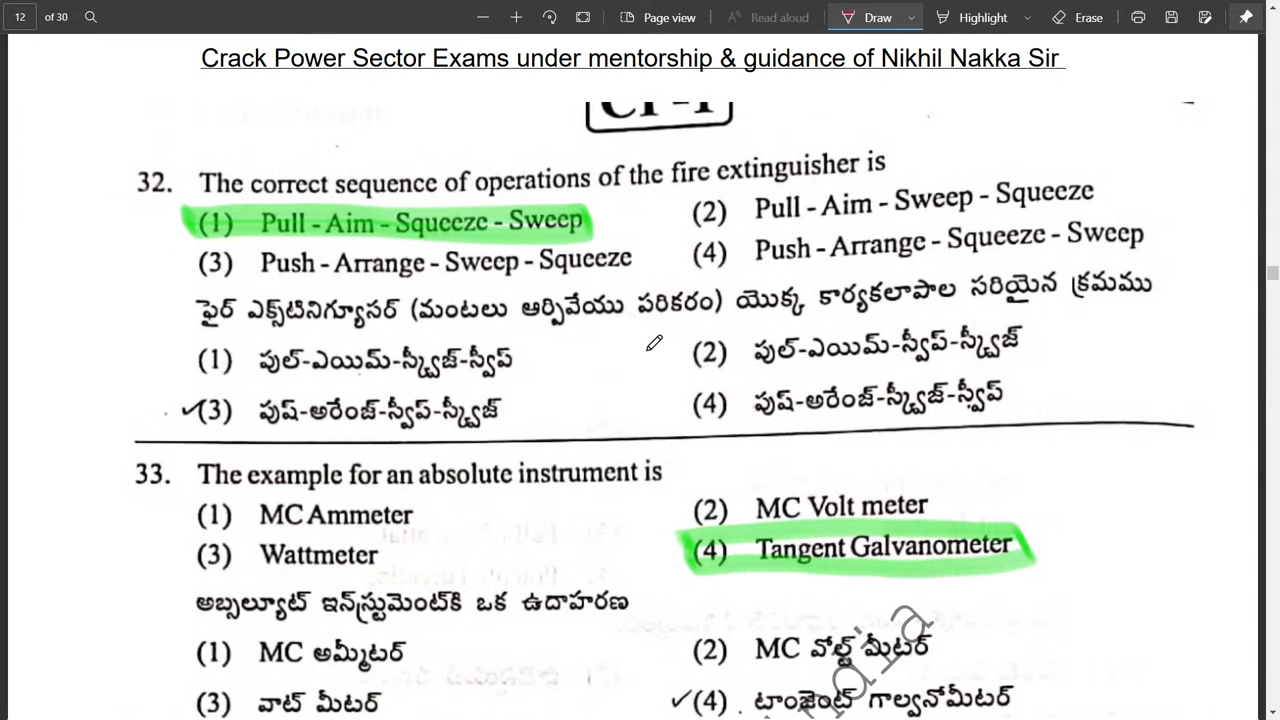 12 of 30 Page view Read aloud Draw Highlight Erase
Crack Power Sector Exams under mentorship & guidance of Nikhil Nakka Sir
32. The correct sequence of operations of the fire extinguisher is
(1) Pull - Aim - Squeeze - Sweep (2) Pull - Aim - Sweep - Squeeze
(3) Push - Arrange - Sweep - Squeeze (4) Push - Arrange - Squeeze - Sweep
ఫైర్ ఎక్స్‌టినిగ్యూసర్ (మంటలు ఆర్పివేయు పరికరం) యొక్క కార్యకలాపాల సరియైన క్రమము
(1) పుల్-ఎయిమ్-స్క్వీజ్-స్వీప్ (2) పుల్-ఎయిమ్-స్వీప్-స్క్వీజ్
(3) పుష్-అరేంజ్-స్వీప్-స్క్వీజ్ (4) పుష్-అరేంజ్-స్క్వీజ్-స్వీప్
33. The example for an absolute instrument is
(1) MC Ammeter (2) MC Volt meter
(3) Wattmeter (4) Tangent Galvanometer
అబ్సల్యూట్ ఇన్‌స్ట్రుమెంట్‌కి ఒక ఉదాహరణ
(1) MC అమ్మీటర్ (2) MC వోల్ట్ మీటర్
(3) వాట్ మీటర్ (4) టాంజెంట్ గాల్వనోమీటర్